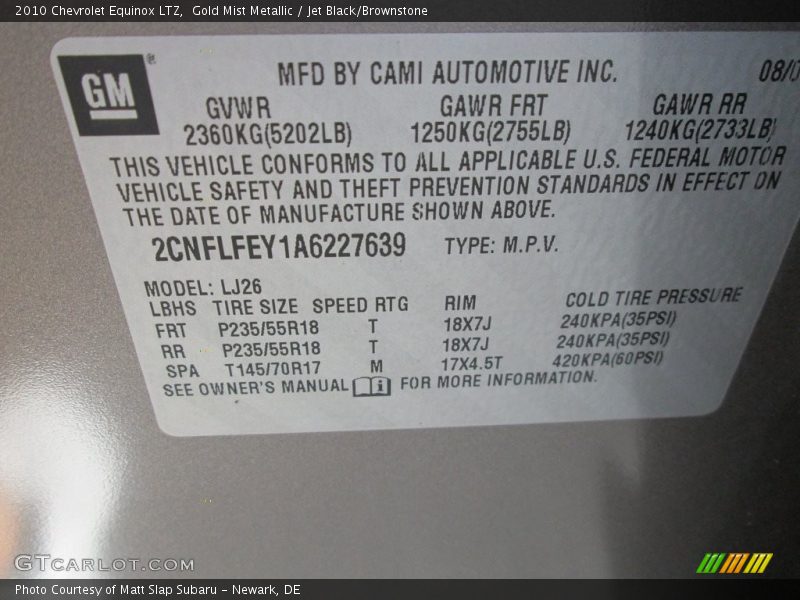 2010 Chevrolet Equinox LTZ,  Gold Mist Metallic / Jet Black/Brownstone
GM®
MFD BY CAMI AUTOMOTIVE INC. 08/0
GVWR GAWR FRT GAWR RR
2360KG(5202LB) 1250KG(2755LB) 1240KG(2733LB)
THIS VEHICLE CONFORMS TO ALL APPLICABLE U.S. FEDERAL MOTOR
VEHICLE SAFETY AND THEFT PREVENTION STANDARDS IN EFFECT ON
THE DATE OF MANUFACTURE SHOWN ABOVE.
2CNFLFEY1A6227639 TYPE: M.P.V.
MODEL: LJ26
LBHS TIRE SIZE SPEED RTG RIM COLD TIRE PRESSURE
FRT P235/55R18 T 18X7J 240KPA(35PSI)
RR P235/55R18 T 18X7J 240KPA(35PSI)
SPA T145/70R17 M 17X4.5T 420KPA(60PSI)
SEE OWNER'S MANUAL FOR MORE INFORMATION.
GTCARLOT.COM
Photo Courtesy of Matt Slap Subaru - Newark, DE